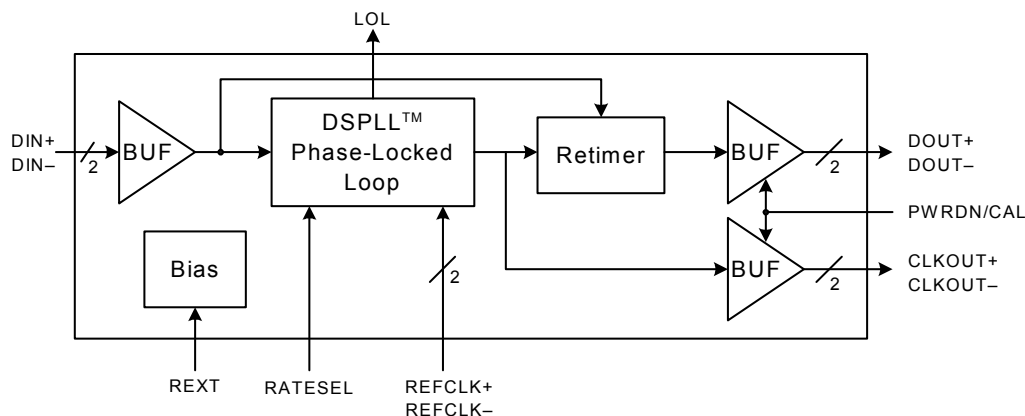 LOL
DIN+
DIN–
2
BUF
DSPLL™
Phase-Locked
Loop
Retimer
BUF
2
DOUT+
DOUT–
PWRDN/CAL
Bias
2
BUF
2
CLKOUT+
CLKOUT–
REXT
RATESEL
REFCLK+
REFCLK–